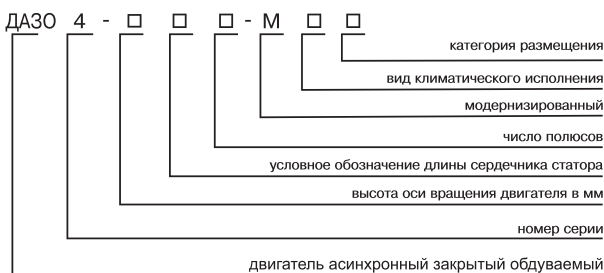 ДАЗО 4 - □ □ □ - М □ □
категория размещения
вид климатического исполнения
модернизированный
число полюсов
условное обозначение длины сердечника статора
высота оси вращения двигателя в мм
номер серии
двигатель асинхронный закрытый обдуваемый